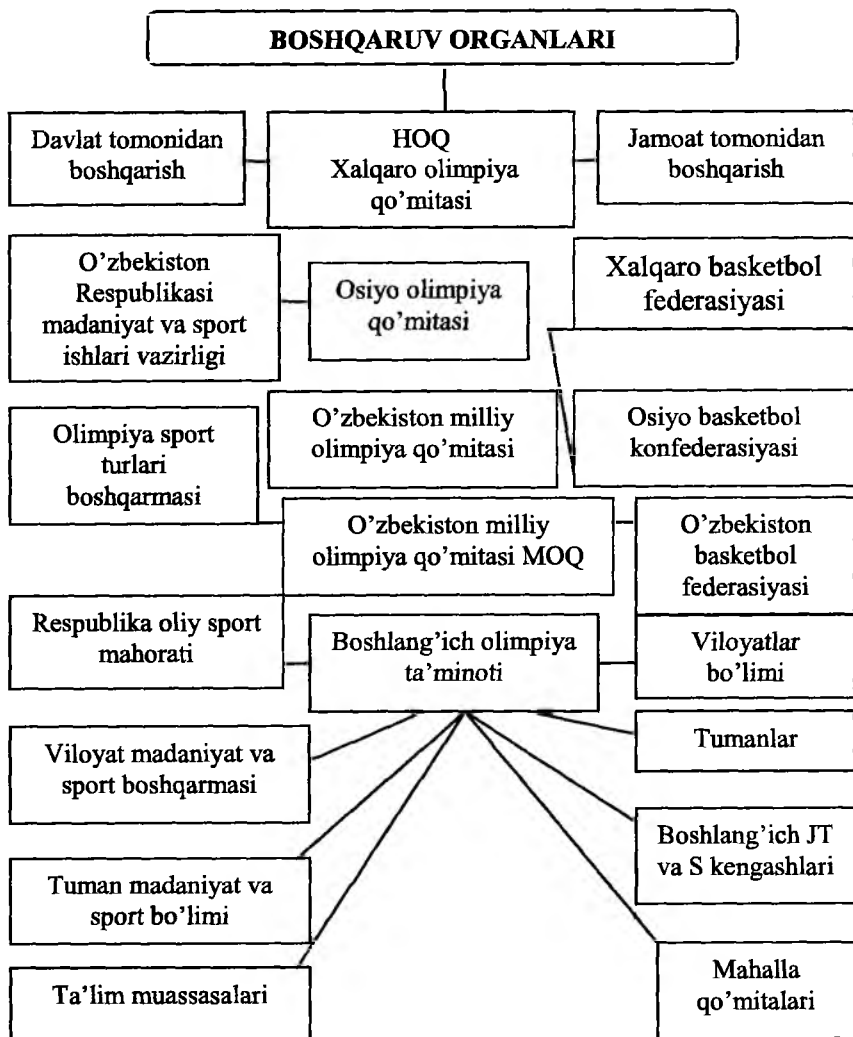 BOSHQARUV ORGANLARI
Davlat tomonidan
boshqarish
HOQ
Xalqaro olimpiya
qo’mitasi
Jamoat tomonidan
boshqarish
O’zbekiston
Respublikasi
madaniyat va sport
ishlari vazirligi
Osiyo olimpiya
qo’mitasi
Xalqaro basketbol
federasiyasi
Olimpiya sport
turlari
boshqarmasi
O’zbekiston milliy
olimpiya qo’mitasi
Osiyo basketbol
konfederasiyasi
O’zbekiston milliy
olimpiya qo’mitasi MOQ
O’zbekiston
basketbol
federasiyasi
Respublika oliy sport
mahorati
Boshlang’ich olimpiya
ta’minoti
Viloyatlar
bo’limi
Viloyat madaniyat va
sport boshqarmasi
Tumanlar
Tuman madaniyat va
sport bo’limi
Boshlang’ich JT
va S kengashlari
Ta’lim muassasalari
Mahalla
qo’mitalari